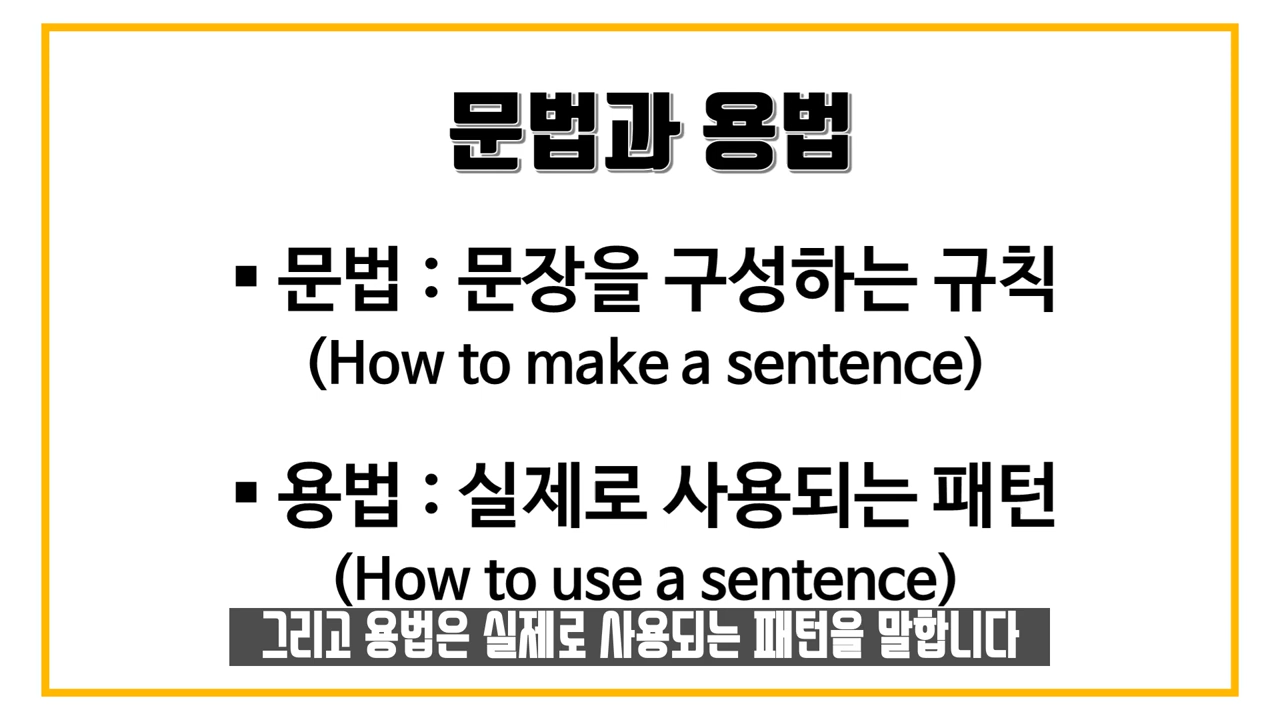 문법과 용법
▪ 문법 : 문장을 구성하는 규칙
(How to make a sentence)
▪ 용법 : 실제로 사용되는 패턴
(How to use a sentence)
그리고 용법은 실제로 사용되는 패턴을 말합니다